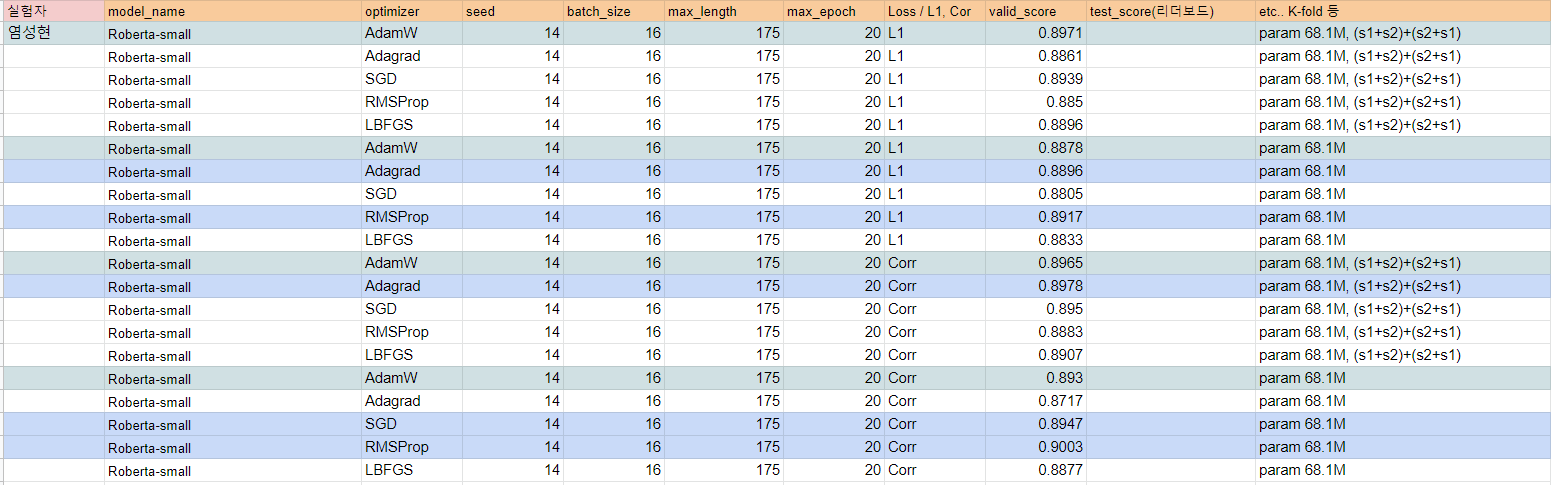 실험자 model_name optimizer seed batch_size max_length max_epoch Loss / L1, Cor valid_score test_score(리더보드) etc.. K-fold 등
염성현 Roberta-small AdamW 14 16 175 20 L1 0.8971 param 68.1M, (s1+s2)+(s2+s1)
Roberta-small Adagrad 14 16 175 20 L1 0.8861 param 68.1M, (s1+s2)+(s2+s1)
Roberta-small SGD 14 16 175 20 L1 0.8939 param 68.1M, (s1+s2)+(s2+s1)
Roberta-small RMSProp 14 16 175 20 L1 0.885 param 68.1M, (s1+s2)+(s2+s1)
Roberta-small LBFGS 14 16 175 20 L1 0.8896 param 68.1M, (s1+s2)+(s2+s1)
Roberta-small AdamW 14 16 175 20 L1 0.8878 param 68.1M
Roberta-small Adagrad 14 16 175 20 L1 0.8896 param 68.1M
Roberta-small SGD 14 16 175 20 L1 0.8805 param 68.1M
Roberta-small RMSProp 14 16 175 20 L1 0.8917 param 68.1M
Roberta-small LBFGS 14 16 175 20 L1 0.8833 param 68.1M
Roberta-small AdamW 14 16 175 20 Corr 0.8965 param 68.1M, (s1+s2)+(s2+s1)
Roberta-small Adagrad 14 16 175 20 Corr 0.8978 param 68.1M, (s1+s2)+(s2+s1)
Roberta-small SGD 14 16 175 20 Corr 0.895 param 68.1M, (s1+s2)+(s2+s1)
Roberta-small RMSProp 14 16 175 20 Corr 0.8883 param 68.1M, (s1+s2)+(s2+s1)
Roberta-small LBFGS 14 16 175 20 Corr 0.8907 param 68.1M, (s1+s2)+(s2+s1)
Roberta-small AdamW 14 16 175 20 Corr 0.893 param 68.1M
Roberta-small Adagrad 14 16 175 20 Corr 0.8717 param 68.1M
Roberta-small SGD 14 16 175 20 Corr 0.8947 param 68.1M
Roberta-small RMSProp 14 16 175 20 Corr 0.9003 param 68.1M
Roberta-small LBFGS 14 16 175 20 Corr 0.8877 param 68.1M